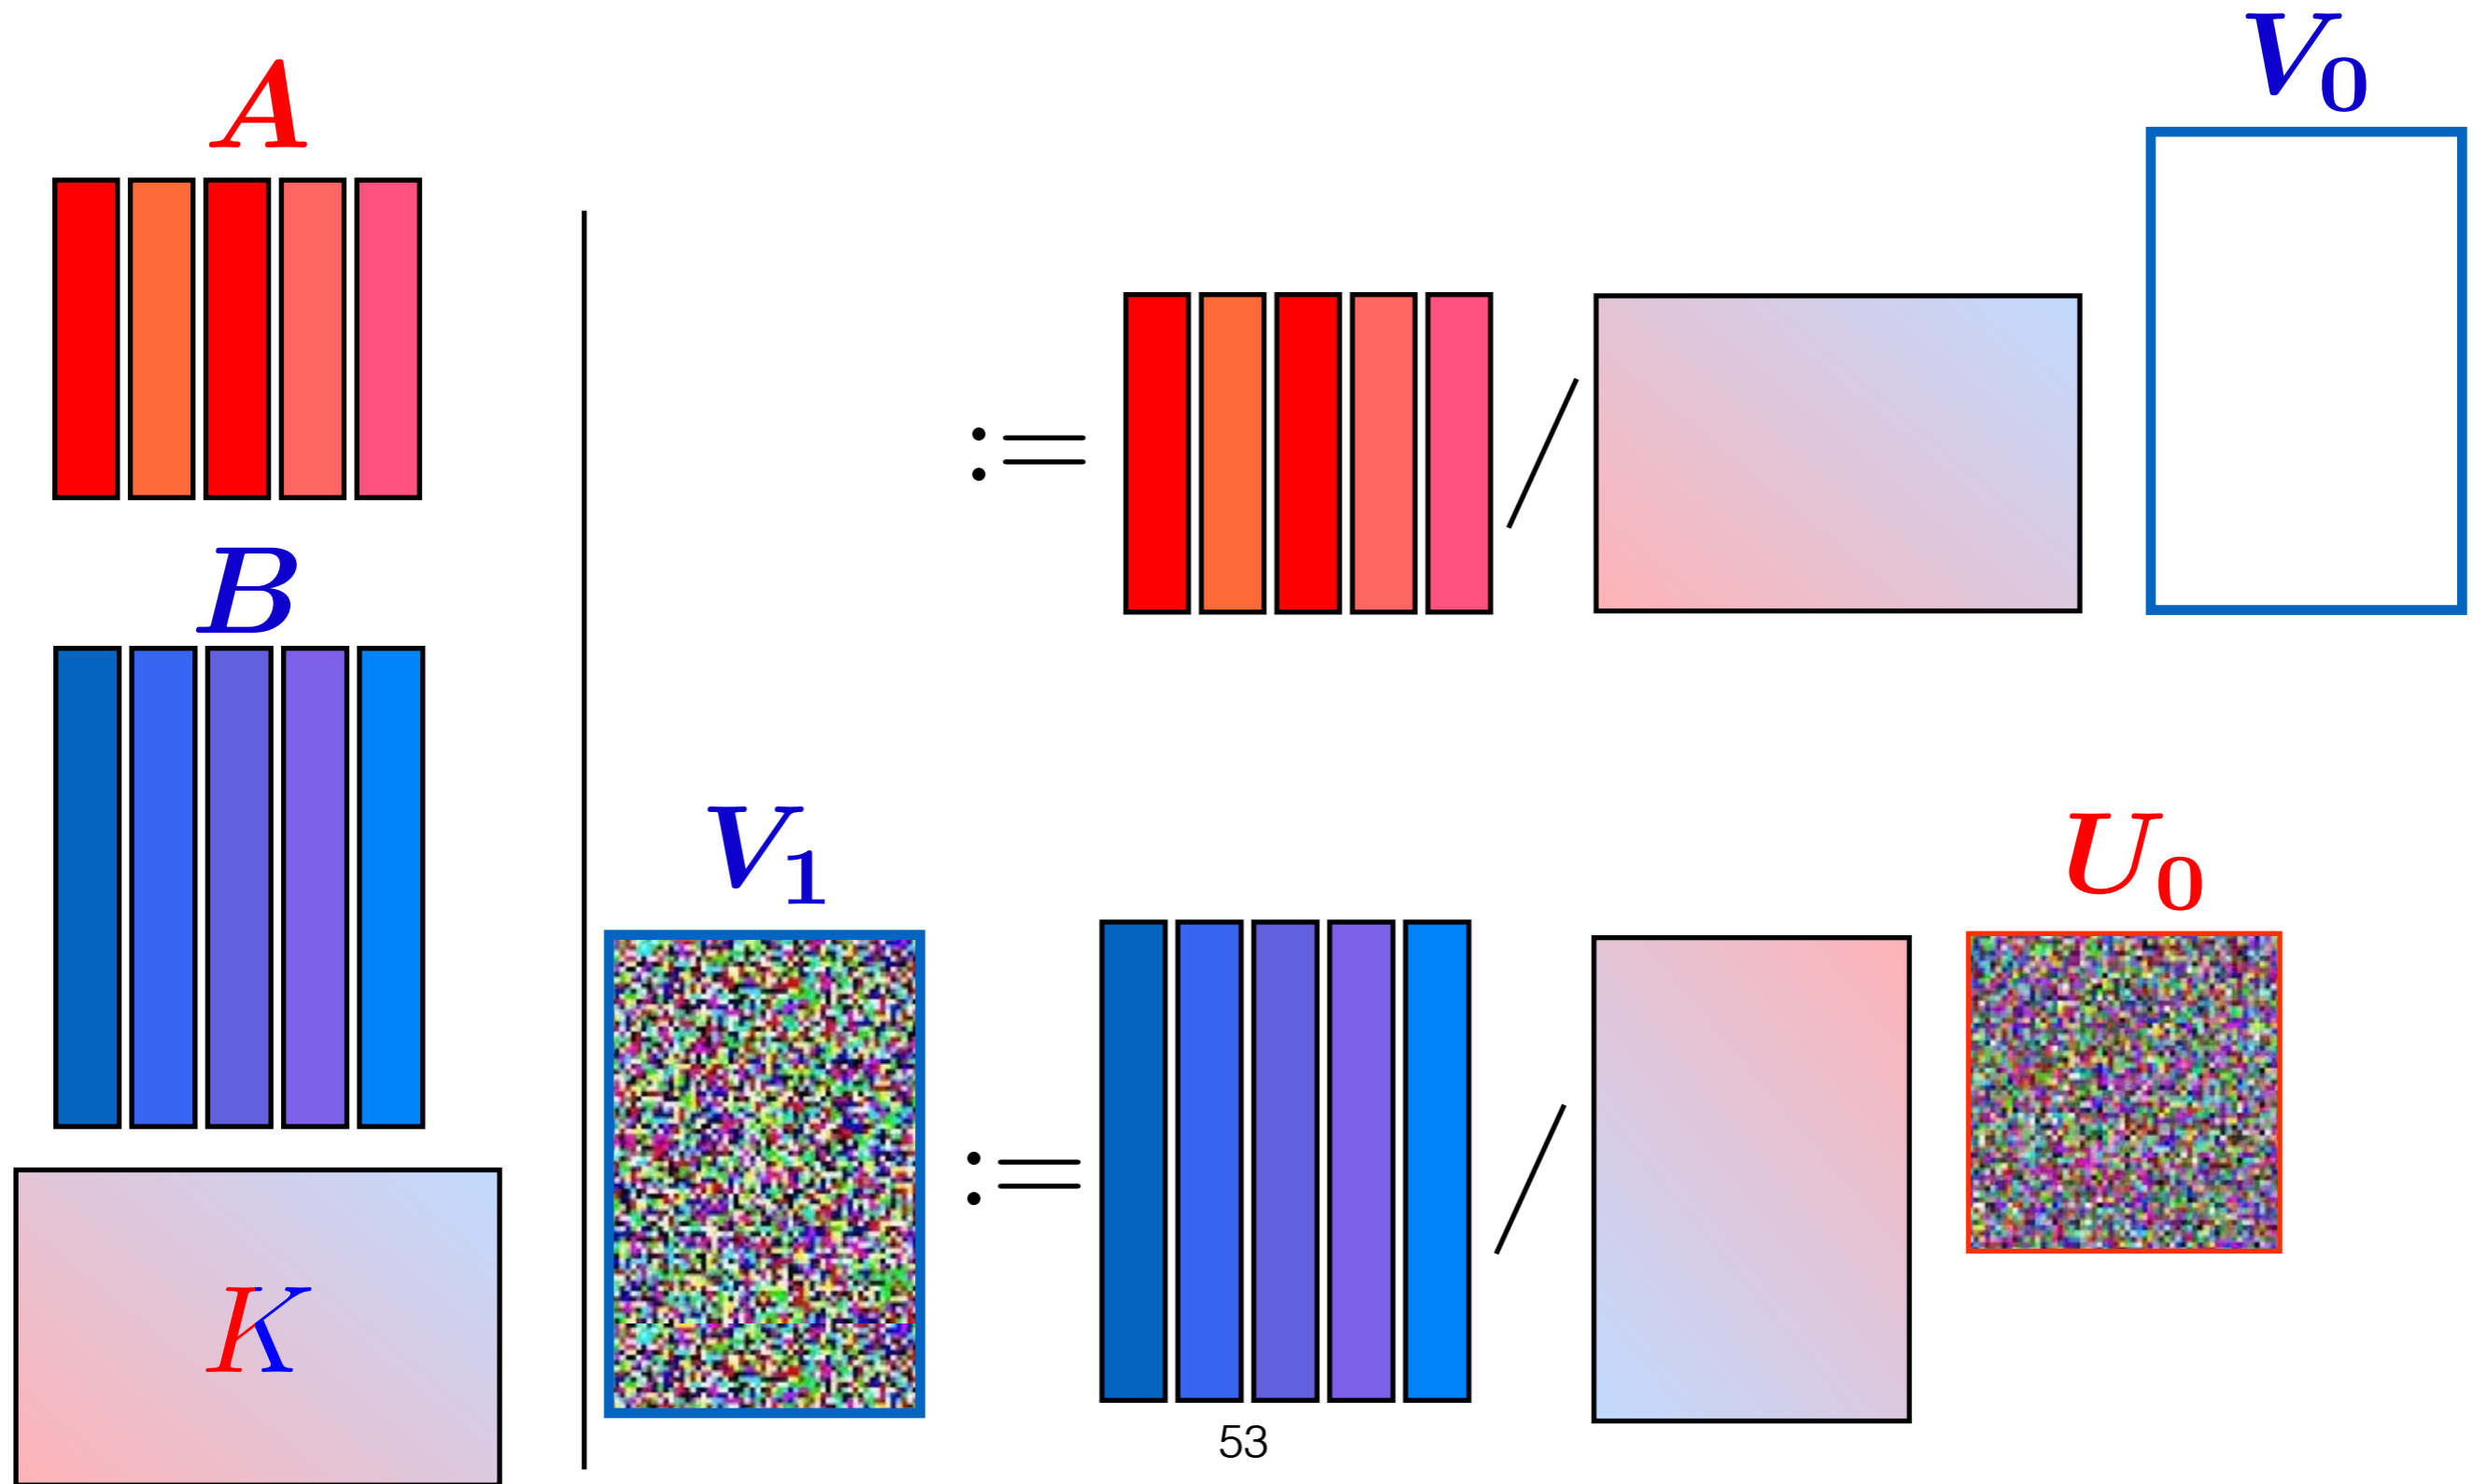 A
V₀
:= /
B
V₁
U₀
:= /
K
53